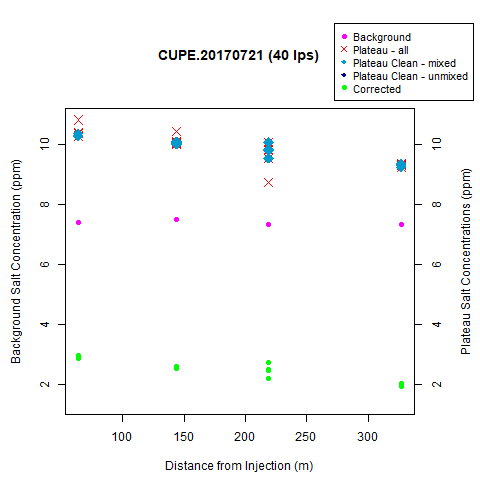 CUPE.20170721 (40 lps)
Background
Plateau - all
Plateau Clean - mixed
Plateau Clean - unmixed
Corrected
Background Salt Concentration (ppm)
10
8
6
4
2
10
8
6
4
2
Plateau Salt Concentrations (ppm)
100 150 200 250 300
Distance from Injection (m)